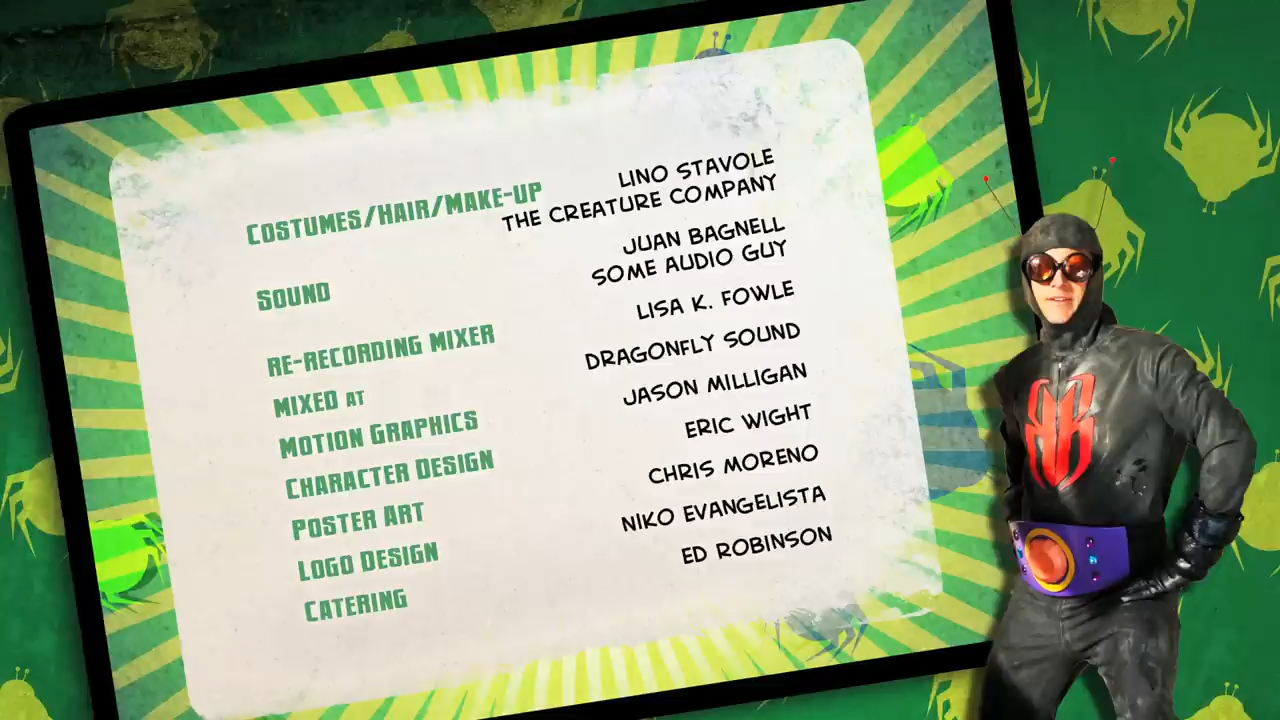 COSTUMES/HAIR/MAKE-UP LINO STAVOLE
THE CREATURE COMPANY
SOUND JUAN BAGNELL
SOME AUDIO GUY
RE-RECORDING MIXER LISA K. FOWLE
MIXED AT DRAGONFLY SOUND
MOTION GRAPHICS JASON MILLIGAN
CHARACTER DESIGN ERIC WIGHT
POSTER ART CHRIS MORENO
LOGO DESIGN NIKO EVANGELISTA
CATERING ED ROBINSON